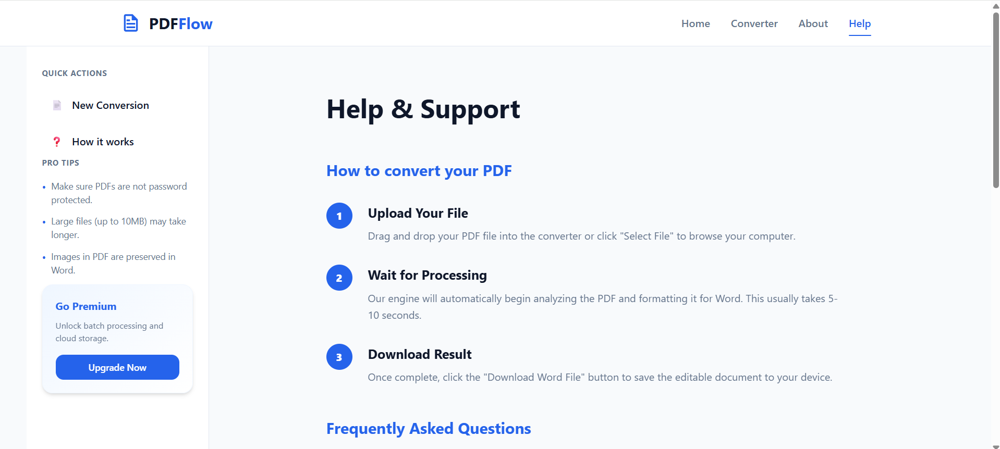 PDFFlow
Home
Converter
About
Help
QUICK ACTIONS
New Conversion
How it works
PRO TIPS
Make sure PDFs are not password
protected.
Large files (up to 10MB) may take
longer.
Images in PDF are preserved in
Word.
Go Premium
Unlock batch processing and
cloud storage.
Upgrade Now
Help & Support
How to convert your PDF
1
Upload Your File
Drag and drop your PDF file into the converter or click "Select File" to browse your computer.
2
Wait for Processing
Our engine will automatically begin analyzing the PDF and formatting it for Word. This usually takes 5-
10 seconds.
3
Download Result
Once complete, click the "Download Word File" button to save the editable document to your device.
Frequently Asked Questions